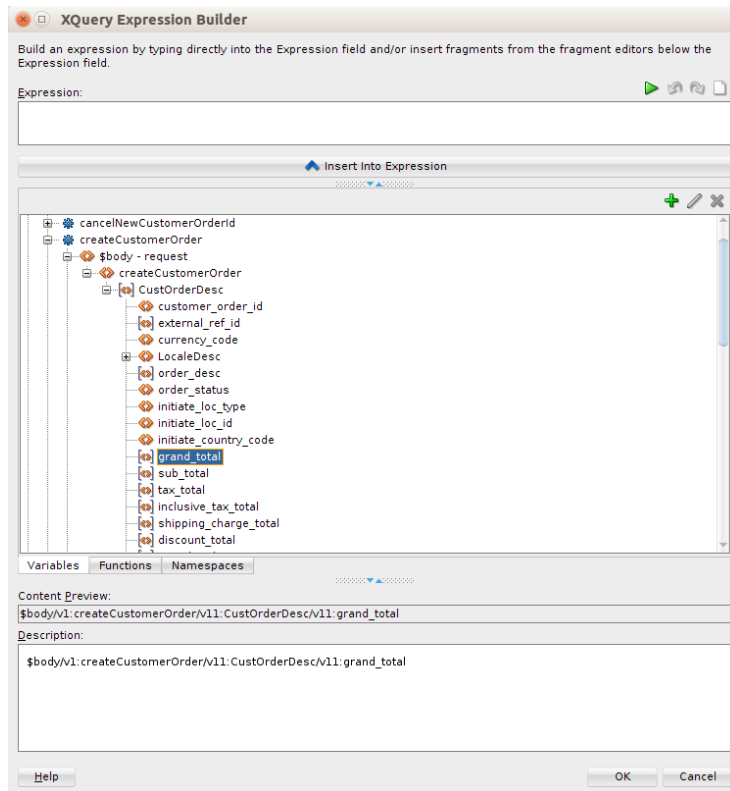 XQuery Expression Builder
Build an expression by typing directly into the Expression field and/or insert fragments from the fragment editors below the
Expression field.
Expression:
Insert Into Expression
cancelNewCustomerOrderId
createCustomerOrder
$body - request
createCustomerOrder
CustOrderDesc
customer_order_id
external_ref_id
currency_code
LocaleDesc
order_desc
order_status
initiate_loc_type
initiate_loc_id
initiate_country_code
grand_total
sub_total
tax_total
inclusive_tax_total
shipping_charge_total
discount_total
Variables Functions Namespaces
Content Preview:
$body/v1:createCustomerOrder/v11:CustOrderDesc/v11:grand_total
Description:
$body/v1:createCustomerOrder/v11:CustOrderDesc/v11:grand_total
Help OK Cancel